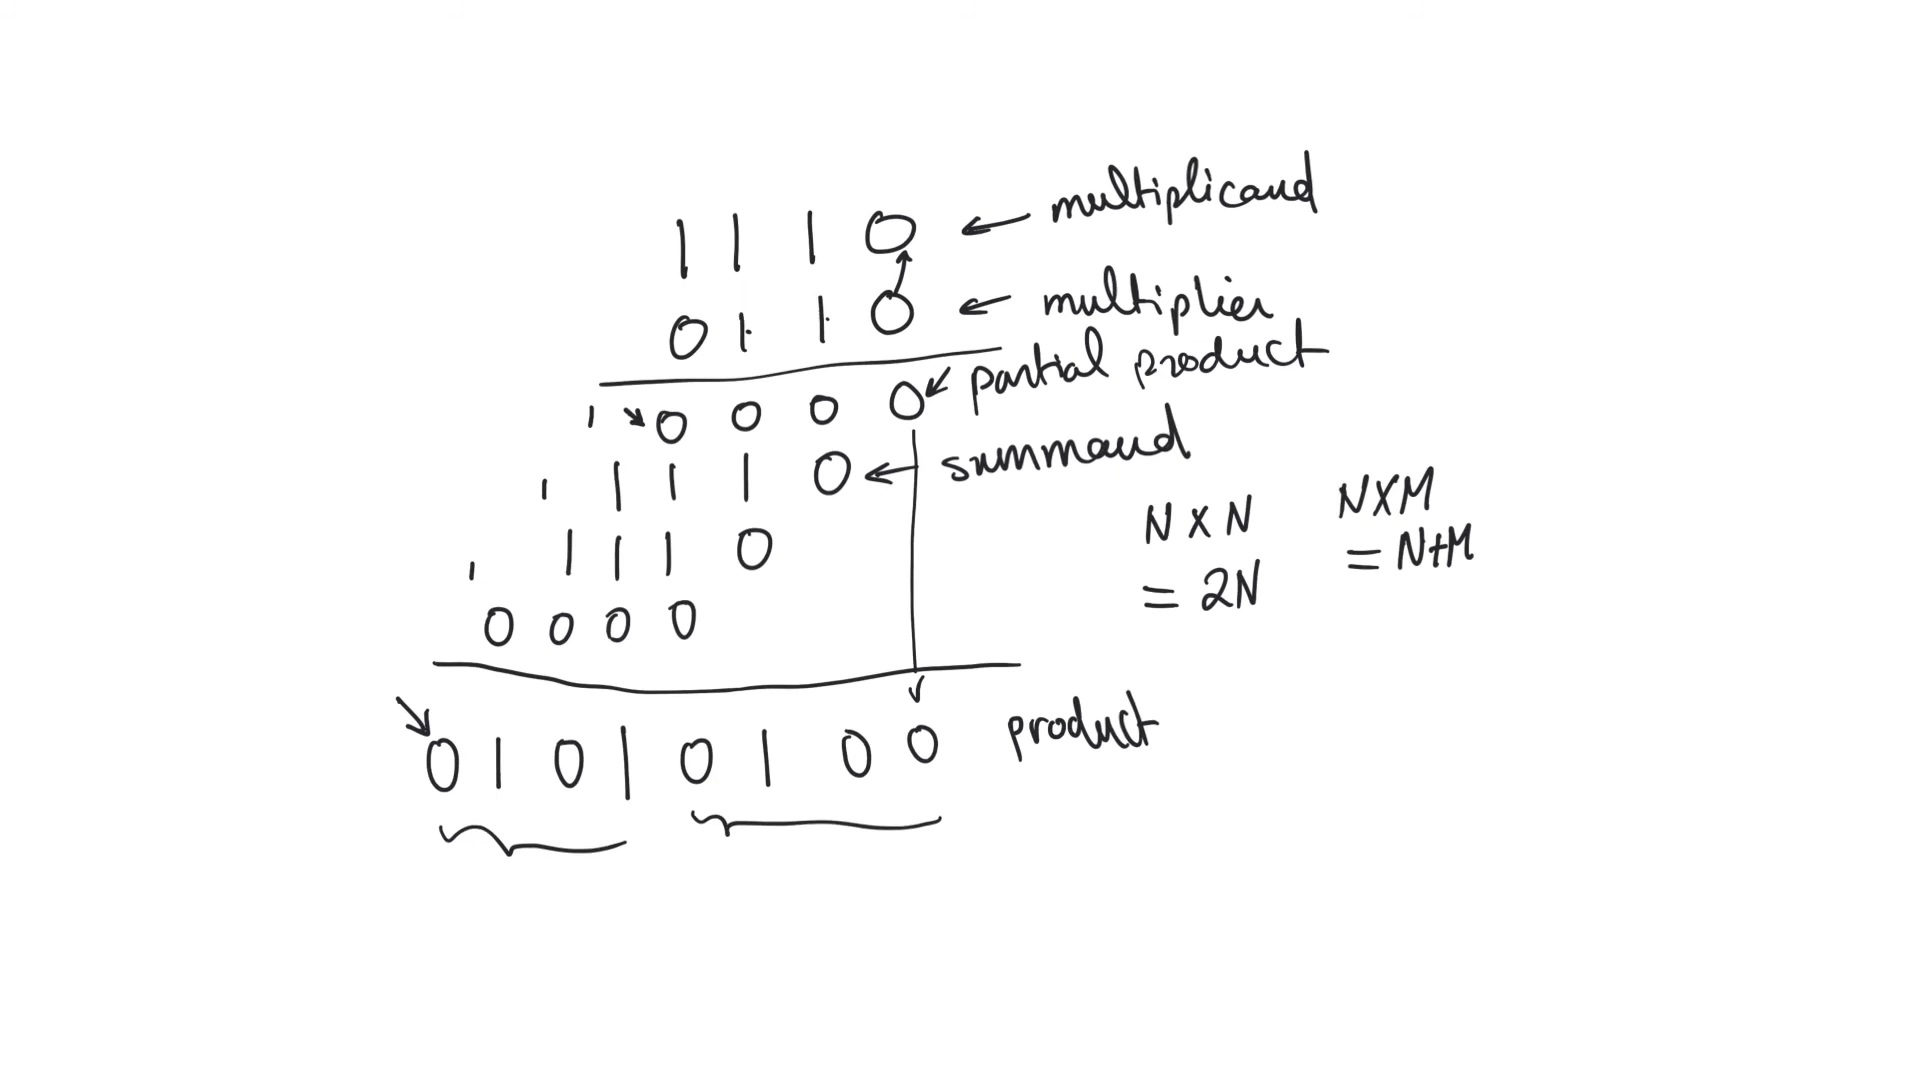 1 1 1 0 ← multiplicand
0 1 1 0 ← multiplier
1 0 0 0 0 partial product
1 1 1 1 0 ← summand
1 1 1 1 0
0 0 0 0
N x N
= 2N
N x M
= N+M
0 1 0 1 0 1 0 0 product